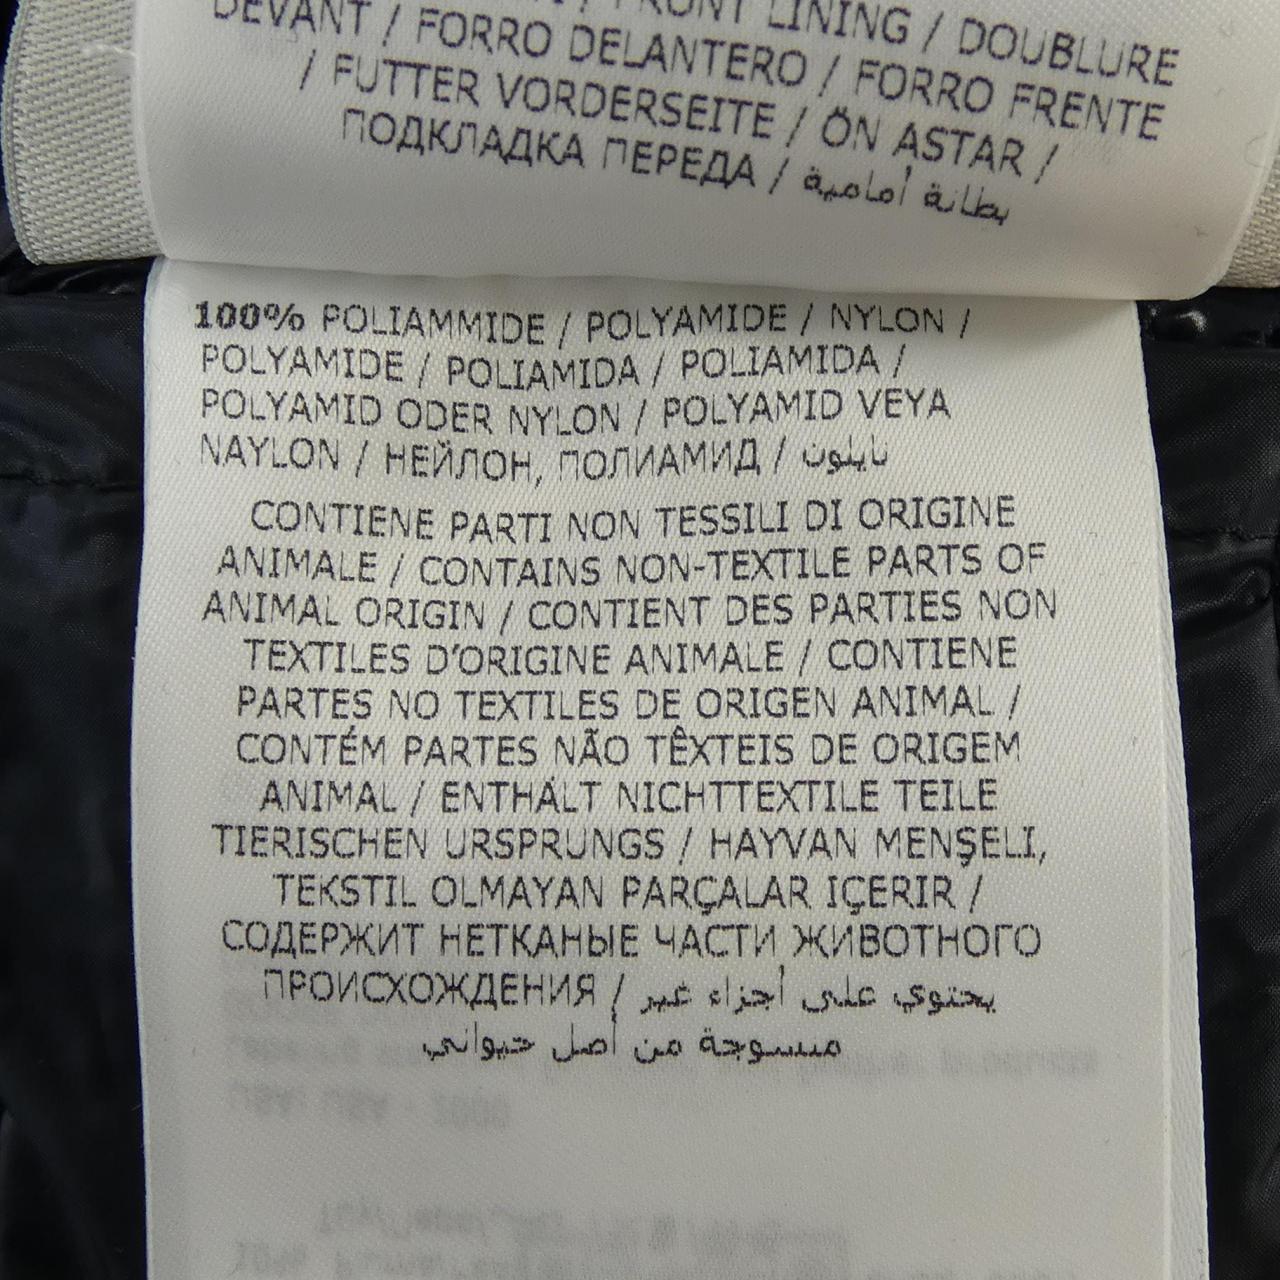 / FRONT LINING / DOUBLURE
DEVANT / FORRO DELANTERO / FORRO FRENTE
/ FUTTER VORDERSEITE / ÖN ASTAR /
ПОДКЛАДКА ПЕРЕДА / بطانة أمامية
100% POLIAMMIDE / POLYAMIDE / NYLON /
POLYAMIDE / POLIAMIDA / POLIAMIDA /
POLYAMID ODER NYLON / POLYAMID VEYA
NAYLON / НЕЙЛОН, ПОЛИАМИД / نايلون
CONTIENE PARTI NON TESSILI DI ORIGINE
ANIMALE / CONTAINS NON-TEXTILE PARTS OF
ANIMAL ORIGIN / CONTIENT DES PARTIES NON
TEXTILES D'ORIGINE ANIMALE / CONTIENE
PARTES NO TEXTILES DE ORIGEN ANIMAL /
CONTÉM PARTES NÃO TÊXTEIS DE ORIGEM
ANIMAL / ENTHÄLT NICHTTEXTILE TEILE
TIERISCHEN URSPRUNGS / HAYVAN MENŞELI,
TEKSTIL OLMAYAN PARÇALAR IÇERIR /
СОДЕРЖИТ НЕТКАНЫЕ ЧАСТИ ЖИВОТНОГО
ПРОИСХОЖДЕНИЯ / يحتوي على أجزاء غير
منسوجة من أصل حيواني